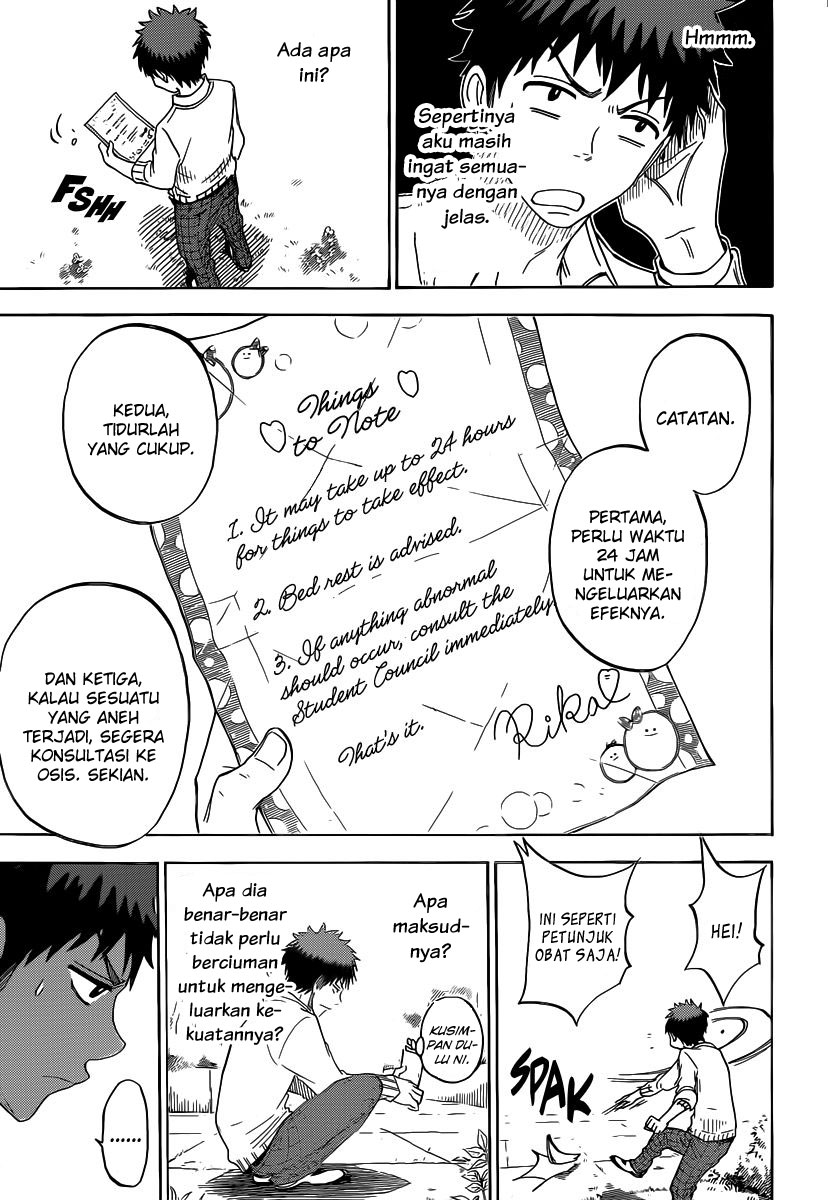 Hmmm.
Sepertinya
aku masih
ingat semua-
nya dengan
jelas.
Ada apa
ini?
FSHH
CATATAN.
PERTAMA,
PERLU WAKTU
24 JAM
UNTUK ME-
NGELUARKAN
EFEKNYA.
Things
to Note
1. It may take up to 24 hours
for things to take effect.
2. Bed rest is advised.
3. If anything abnormal
should occur, consult the
Student Council immediately.
That's it.
Rika
KEDUA,
TIDURLAH
YANG CUKUP.
DAN KETIGA,
KALAU SESUATU
YANG ANEH
TERJADI, SEGERA
KONSULTASI KE
OSIS. SEKIAN.
HEI!
INI SEPERTI
PETUNJUK
OBAT SAJA!
SPAK
Apa
maksud-
nya?
KUSIM-
PAN DU-
LU NI.
Apa dia
benar-benar
tidak perlu
berciuman
untuk menge-
luarkan ke-
kuatannya?
......